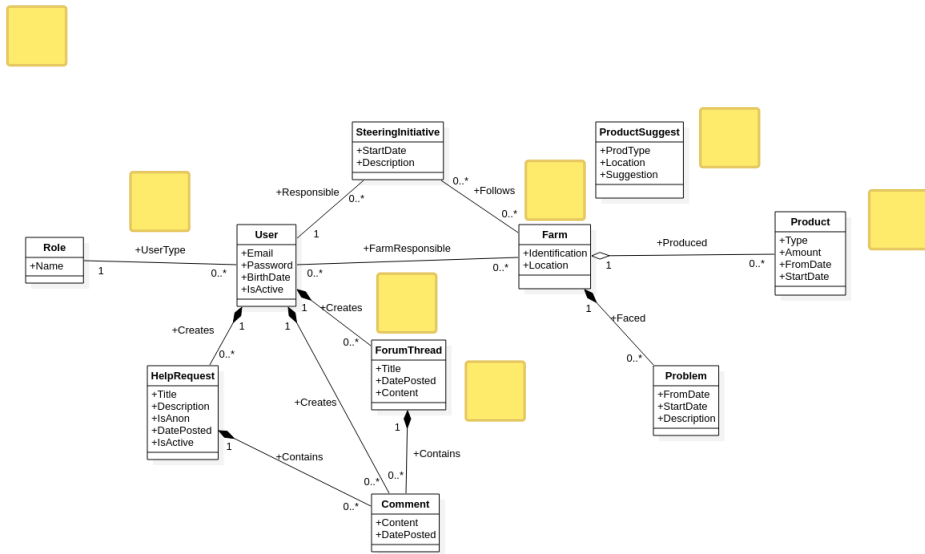 SteeringInitiative
+StartDate
+Description
ProductSuggest
+ProdType
+Location
+Suggestion
+Responsible
0..*
1
0..*
+Follows
0..*
Role
+Name
+UserType
1
0..*
User
+Email
+Password
+BirthDate
+IsActive
+FarmResponsible
0..*
0..*
Farm
+Identification
+Location
+Produced
1
0..*
Product
+Type
+Amount
+FromDate
+StartDate
+Creates
1
0..*
+Creates
1
0..*
ForumThread
+Title
+DatePosted
+Content
1
+Faced
0..*
Problem
+FromDate
+StartDate
+Description
HelpRequest
+Title
+Description
+IsAnon
+DatePosted
+IsActive
1
+Creates
0..*
1
+Contains
0..*
1
+Contains
0..*
Comment
+Content
+DatePosted